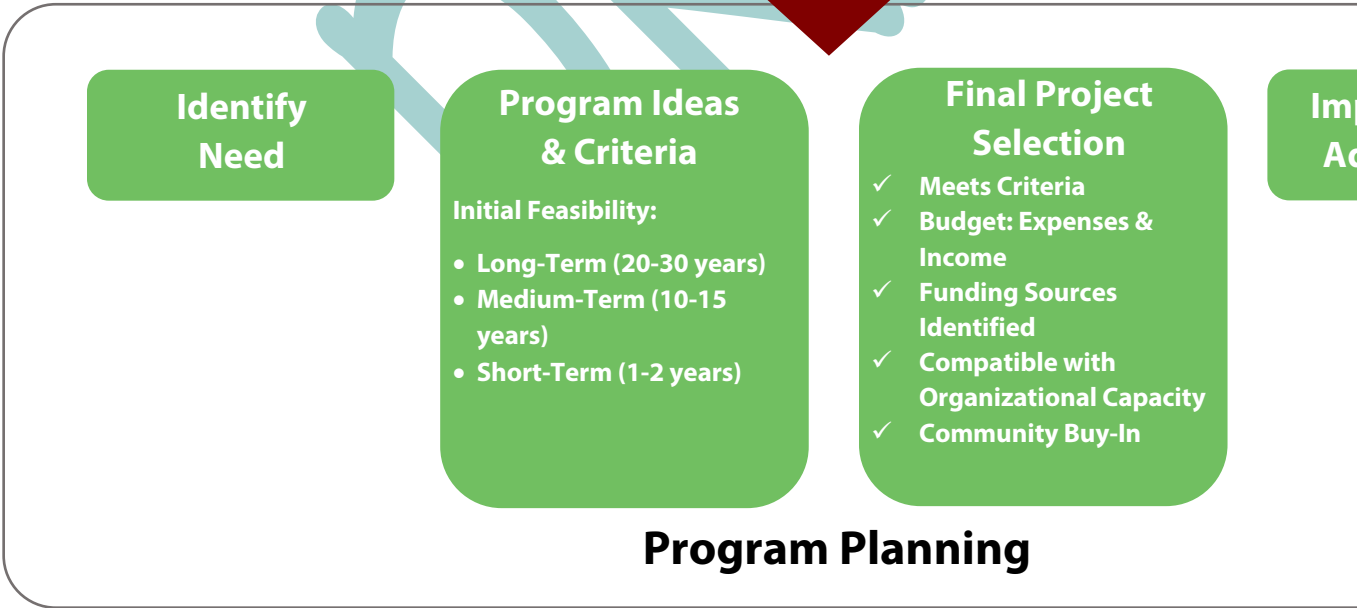 Identify
Need
Program Ideas
& Criteria
Initial Feasibility:
• Long-Term (20-30 years)
• Medium-Term (10-15
years)
• Short-Term (1-2 years)
Final Project
Selection
✓ Meets Criteria
✓ Budget: Expenses &
Income
✓ Funding Sources
Identified
✓ Compatible with
Organizational Capacity
✓ Community Buy-In
Program Planning